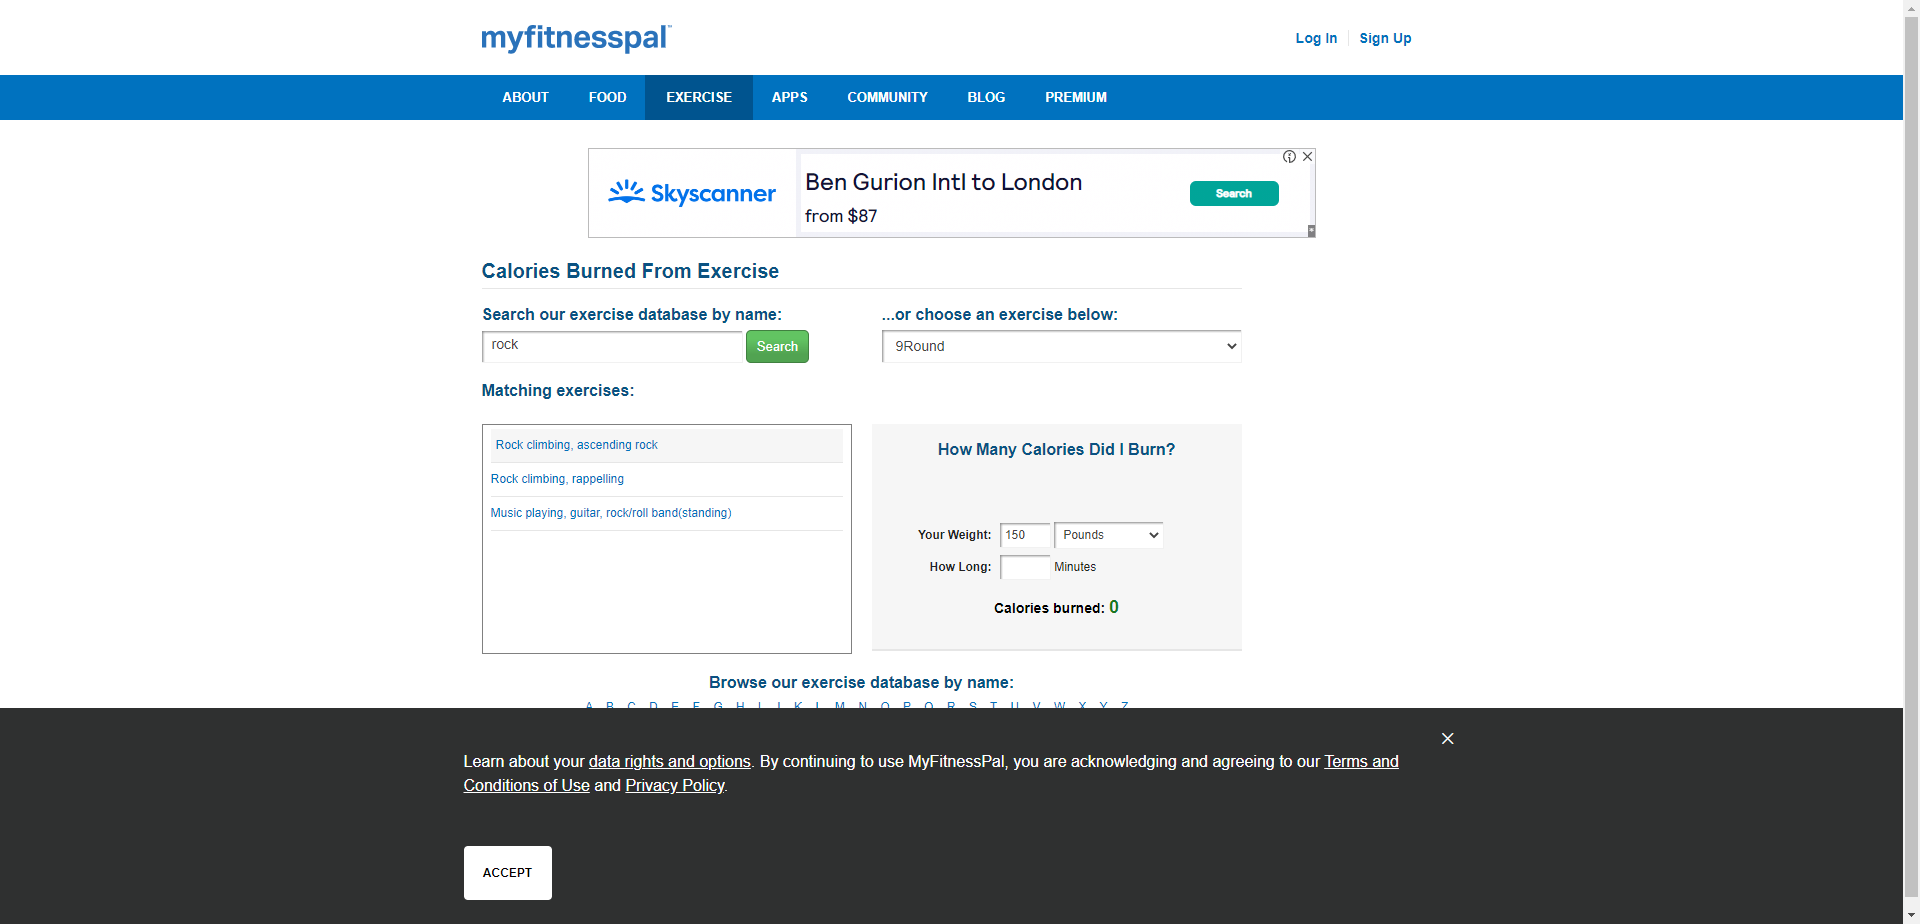 myfitnesspal
Log In
Sign Up
ABOUT
FOOD
EXERCISE
APPS
COMMUNITY
BLOG
PREMIUM
Skyscanner
Ben Gurion Intl to London
from $87
Search
Calories Burned From Exercise
Search our exercise database by name:
...or choose an exercise below:
rock
Search
9Round
Matching exercises:
Rock climbing, ascending rock
Rock climbing, rappelling
Music playing, guitar, rock/roll band(standing)
How Many Calories Did I Burn?
Your Weight: 150 Pounds
How Long: Minutes
Calories burned: 0
Browse our exercise database by name:
A B C D E F G H I J K L M N O P Q R S T U V W X Y Z
Learn about your data rights and options. By continuing to use MyFitnessPal, you are acknowledging and agreeing to our Terms and
Conditions of Use and Privacy Policy.
ACCEPT